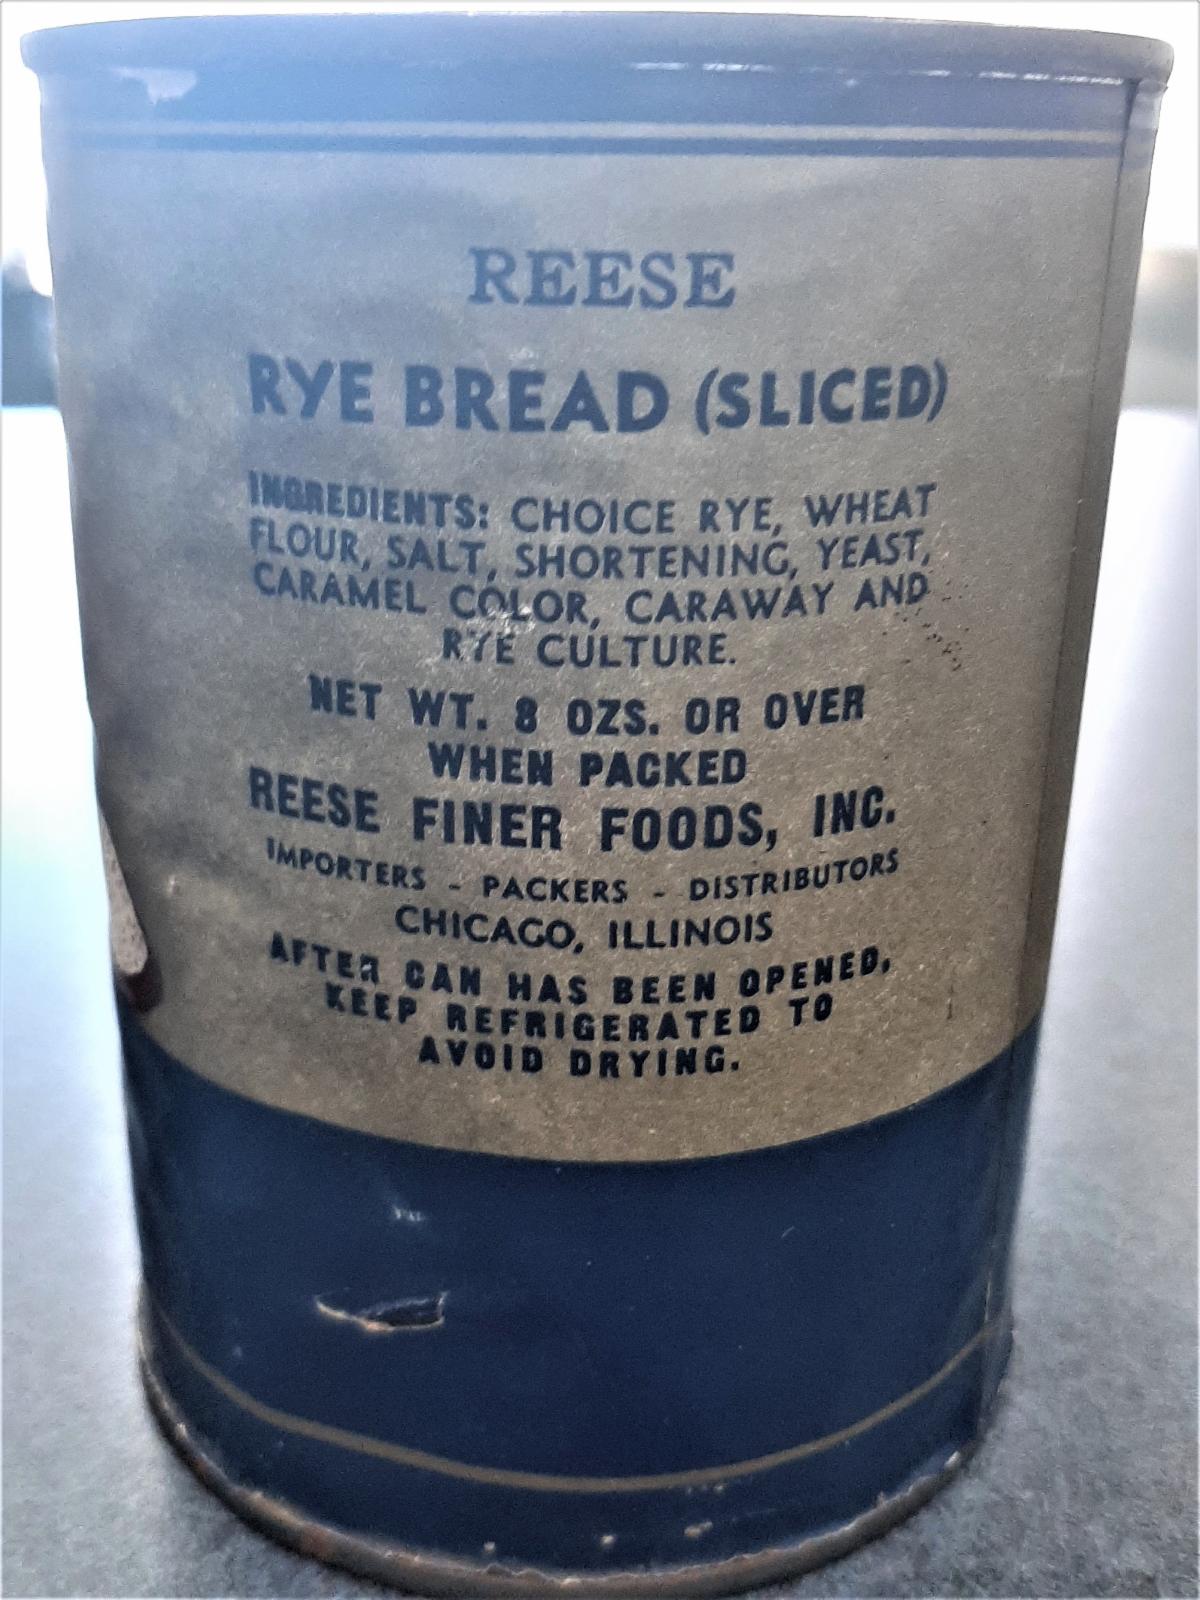 REESE
RYE BREAD (SLICED)
INGREDIENTS: CHOICE RYE, WHEAT
FLOUR, SALT, SHORTENING, YEAST,
CARAMEL COLOR, CARAWAY AND
RYE CULTURE.
NET WT. 8 OZS. OR OVER
WHEN PACKED
REESE FINER FOODS, INC.
IMPORTERS - PACKERS - DISTRIBUTORS
CHICAGO, ILLINOIS
AFTER CAN HAS BEEN OPENED,
KEEP REFRIGERATED TO
AVOID DRYING.